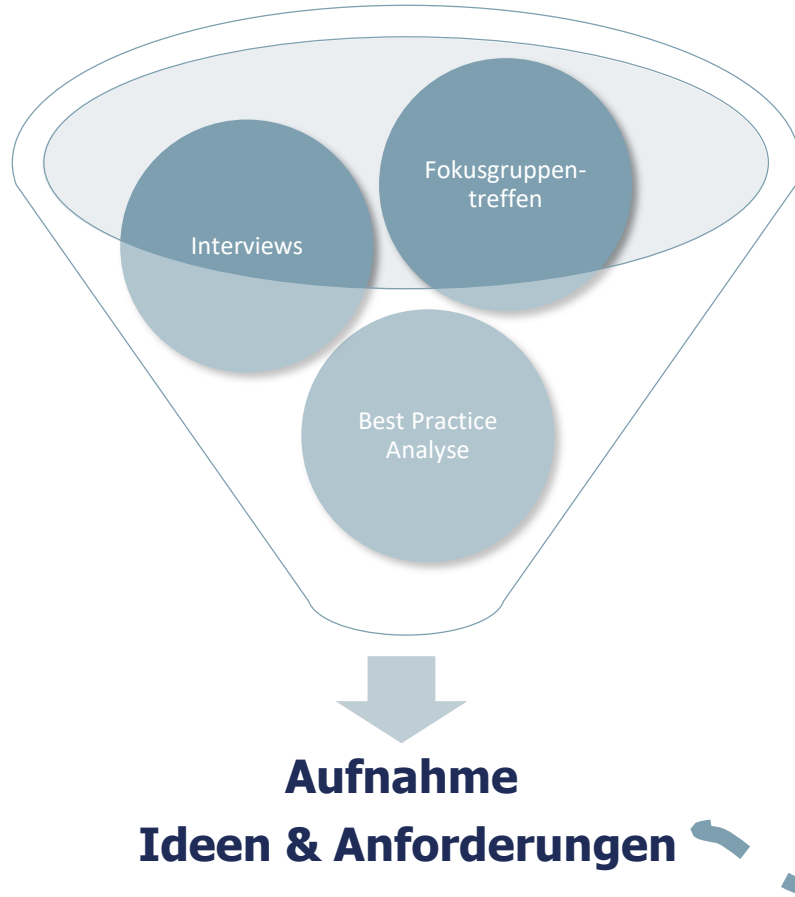 Fokusgruppen-
treffen
Interviews
Best Practice
Analyse
Aufnahme
Ideen & Anforderungen